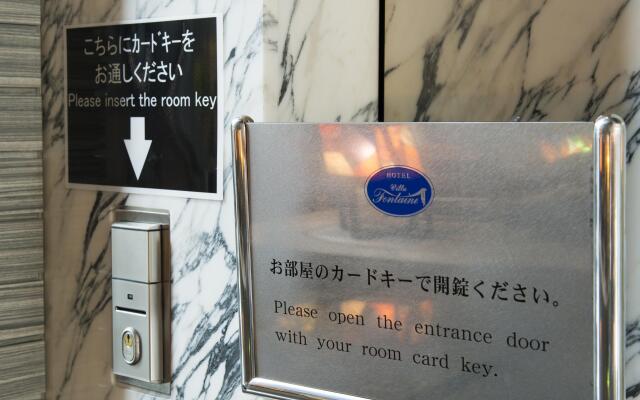 こちらにカードキーを
お通しください
Please insert the room key
HOTEL
Villa
Fontaine
お部屋のカードキーで開錠ください。
Please open the entrance door
with your room card key.